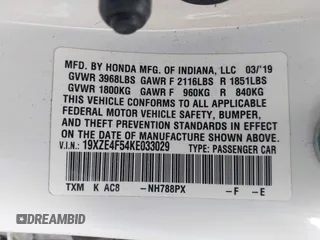 MFD. BY HONDA MFG. OF INDIANA, LLC 03/'19
GVWR 3968LBS GAWR F 2116LBS R 1851LBS
GVWR 1800KG GAWR F 960KG R 840KG
THIS VEHICLE CONFORMS TO ALL APPLICABLE
FEDERAL MOTOR VEHICLE SAFETY, BUMPER,
AND THEFT PREVENTION STANDARDS IN EFFECT
ON THE DATE OF MANUFACTURE SHOWN ABOVE.
V.I.N.: 19XZE4F54KE033029 TYPE: PASSENGER CAR
TXM K AC8 -NH788PX -F -E
DREAMBID